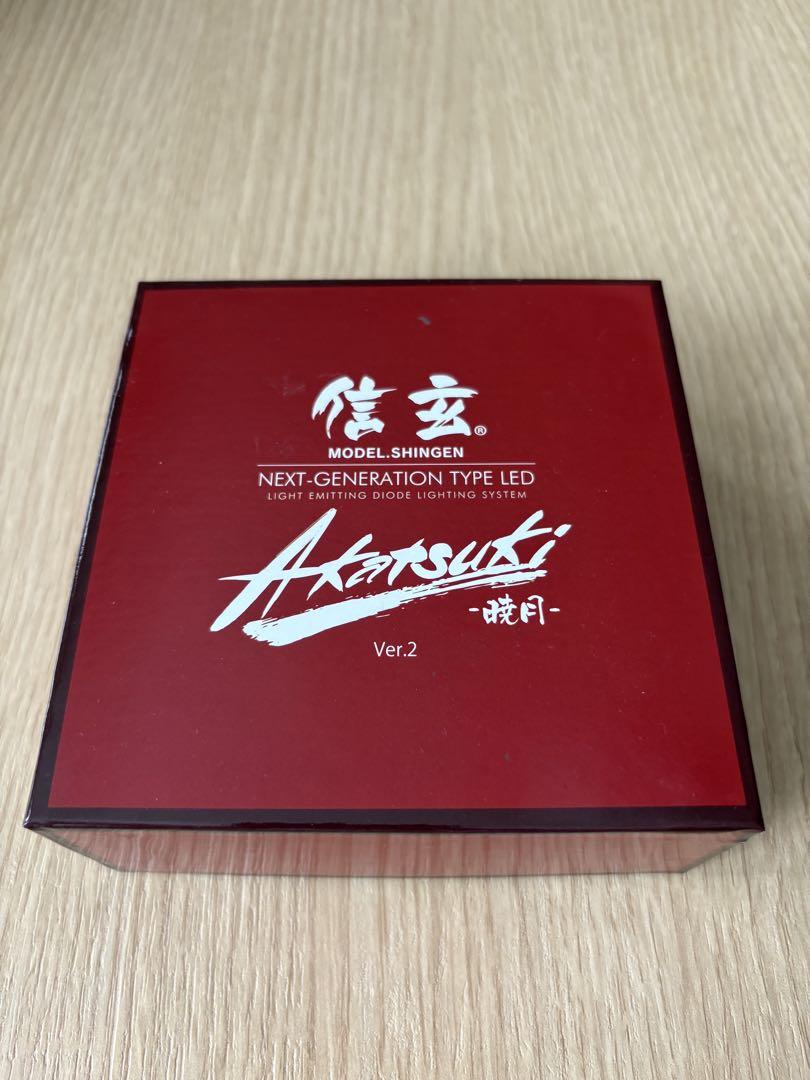 信玄®
MODEL.SHINGEN
NEXT-GENERATION TYPE LED
LIGHT EMITTING DIODE LIGHTING SYSTEM
Akatsuki
-暁月-
Ver.2